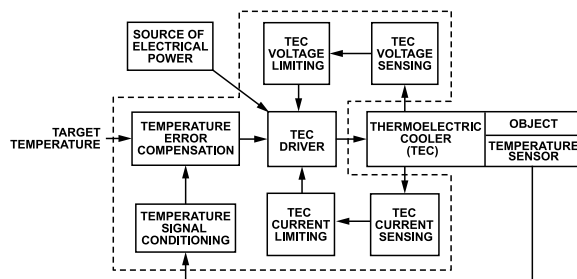 SOURCE OF
ELECTRICAL
POWER
TEC
VOLTAGE
LIMITING
TEC
VOLTAGE
SENSING
TARGET
TEMPERATURE
TEMPERATURE
ERROR
COMPENSATION
TEC
DRIVER
THERMOELECTRIC
COOLER
(TEC)
OBJECT
TEMPERATURE
SENSOR
TEMPERATURE
SIGNAL
CONDITIONING
TEC
CURRENT
LIMITING
TEC
CURRENT
SENSING